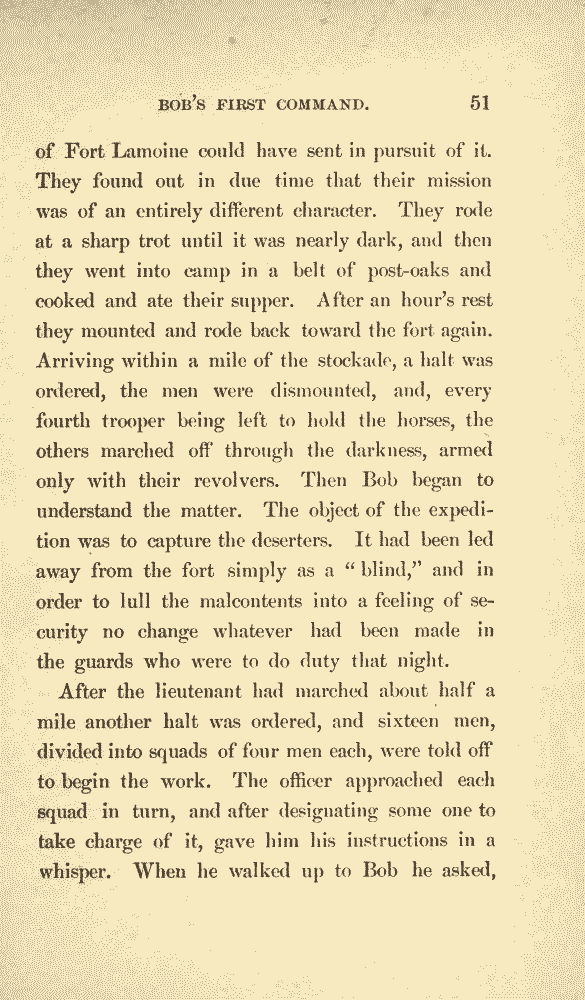 BOB'S FIRST COMMAND. 51
of Fort Lamoine could have sent in pursuit of it.
They found out in due time that their mission
was of an entirely different character. They rode
at a sharp trot until it was nearly dark, and then
they went into camp in a belt of post-oaks and
cooked and ate their supper. After an hour's rest
they mounted and rode back toward the fort again.
Arriving within a mile of the stockade, a halt was
ordered, the men were dismounted, and, every
fourth trooper being left to hold the horses, the
others marched off through the darkness, armed
only with their revolvers. Then Bob began to
understand the matter. The object of the expedi-
tion was to capture the deserters. It had been led
away from the fort simply as a “blind,” and in
order to lull the malcontents into a feeling of se-
curity no change whatever had been made in
the guards who were to do duty that night.
After the lieutenant had marched about half a
mile another halt was ordered, and sixteen men,
divided into squads of four men each, were told off
to begin the work. The officer approached each
squad in turn, and after designating some one to
take charge of it, gave him his instructions in a
whisper. When he walked up to Bob he asked,